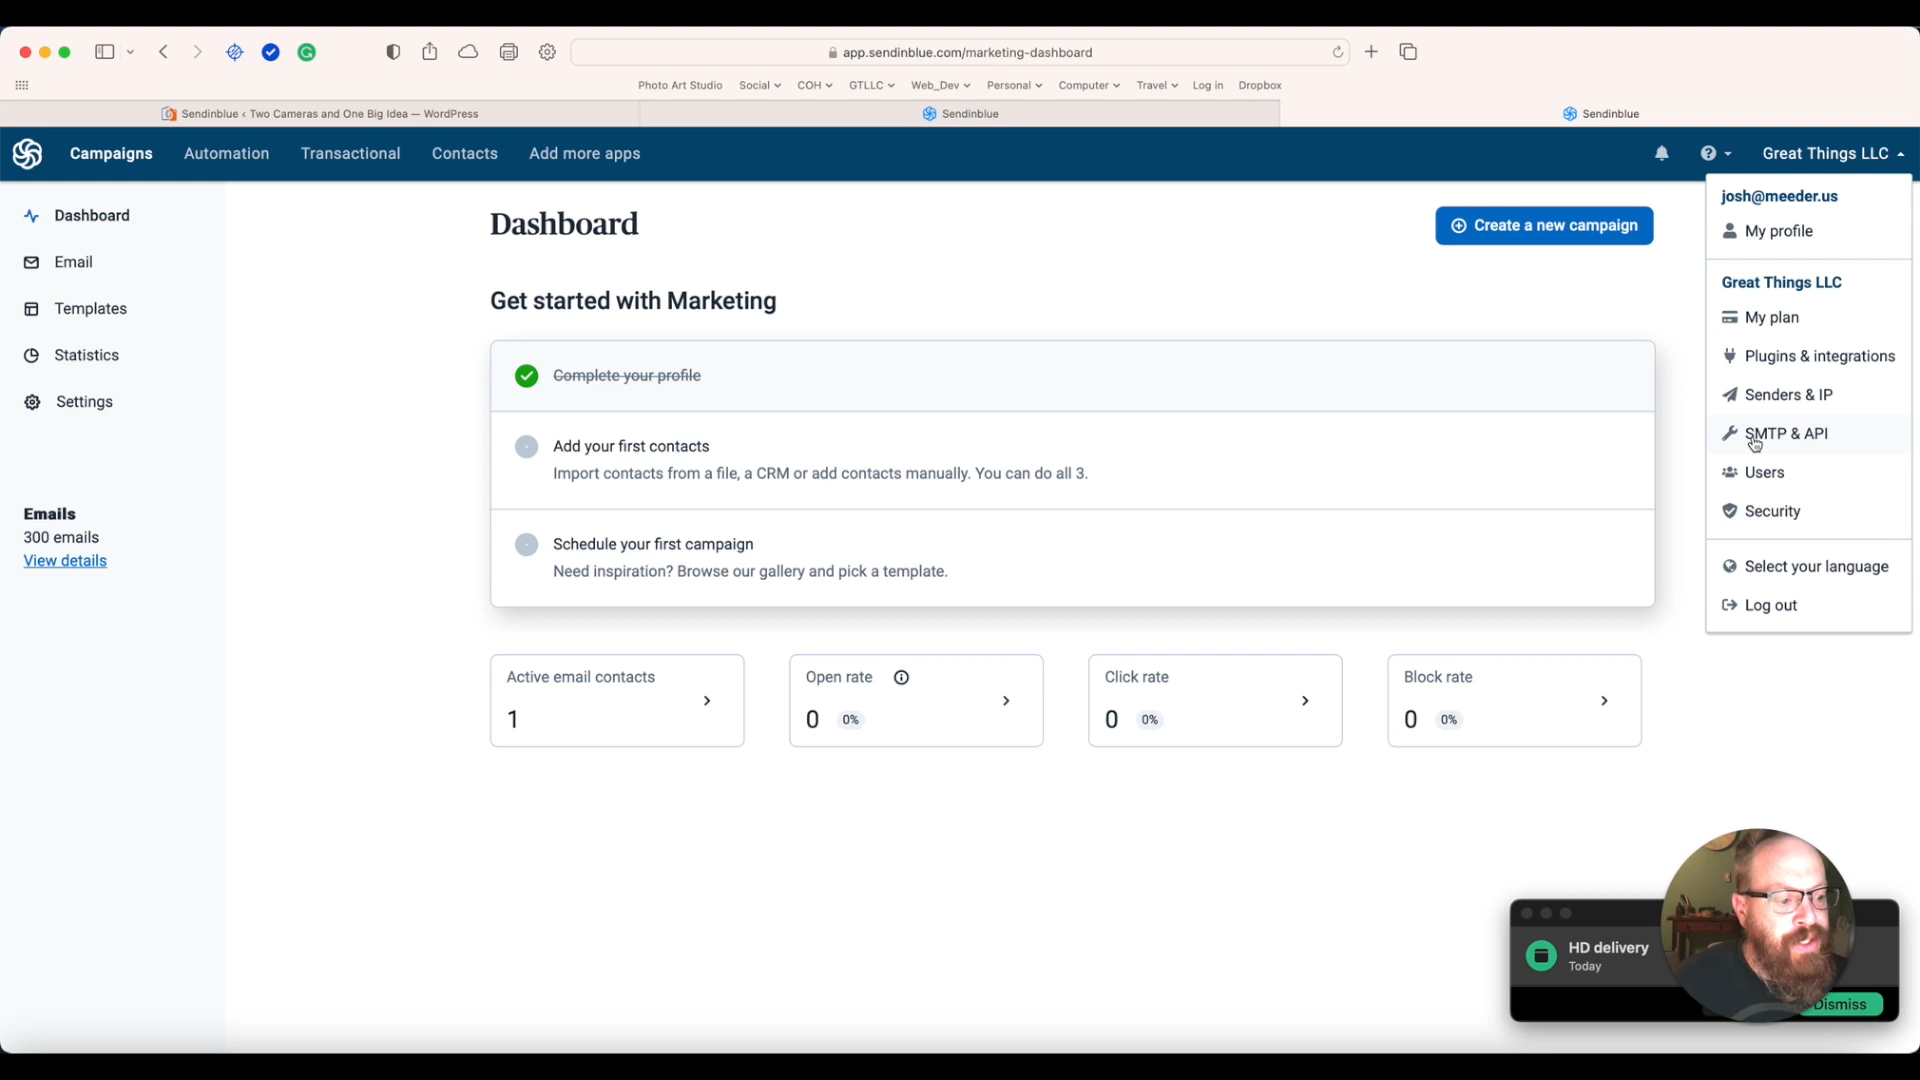 app.sendinblue.com/marketing-dashboard
Photo Art Studio Social COH GTLLC Web_Dev Personal Computer Travel Log in Dropbox
Sendinblue ‹ Two Cameras and One Big Idea — WordPress
Sendinblue
Sendinblue
Campaigns Automation Transactional Contacts Add more apps
Great Things LLC
Dashboard
Email
Templates
Statistics
Settings
Emails
300 emails
View details
Dashboard
Create a new campaign
Get started with Marketing
Complete your profile
Add your first contacts
Import contacts from a file, a CRM or add contacts manually. You can do all 3.
Schedule your first campaign
Need inspiration? Browse our gallery and pick a template.
Active email contacts
1
Open rate
0 0%
Click rate
0 0%
Block rate
0 0%
josh@meeder.us
My profile
Great Things LLC
My plan
Plugins & integrations
Senders & IP
SMTP & API
Users
Security
Select your language
Log out
HD delivery
Today
Dismiss